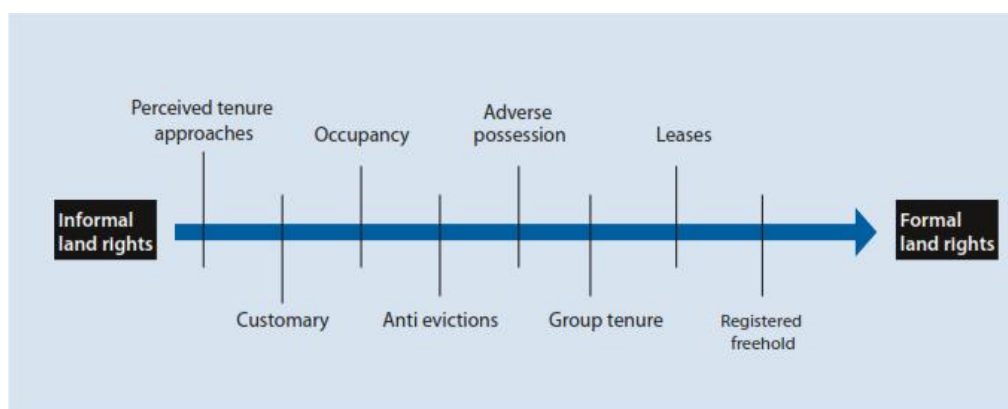 Perceived tenure
approaches
Occupancy
Adverse
possession
Leases
Informal
land rights
Formal
land rights
Customary
Anti evictions
Group tenure
Registered
freehold